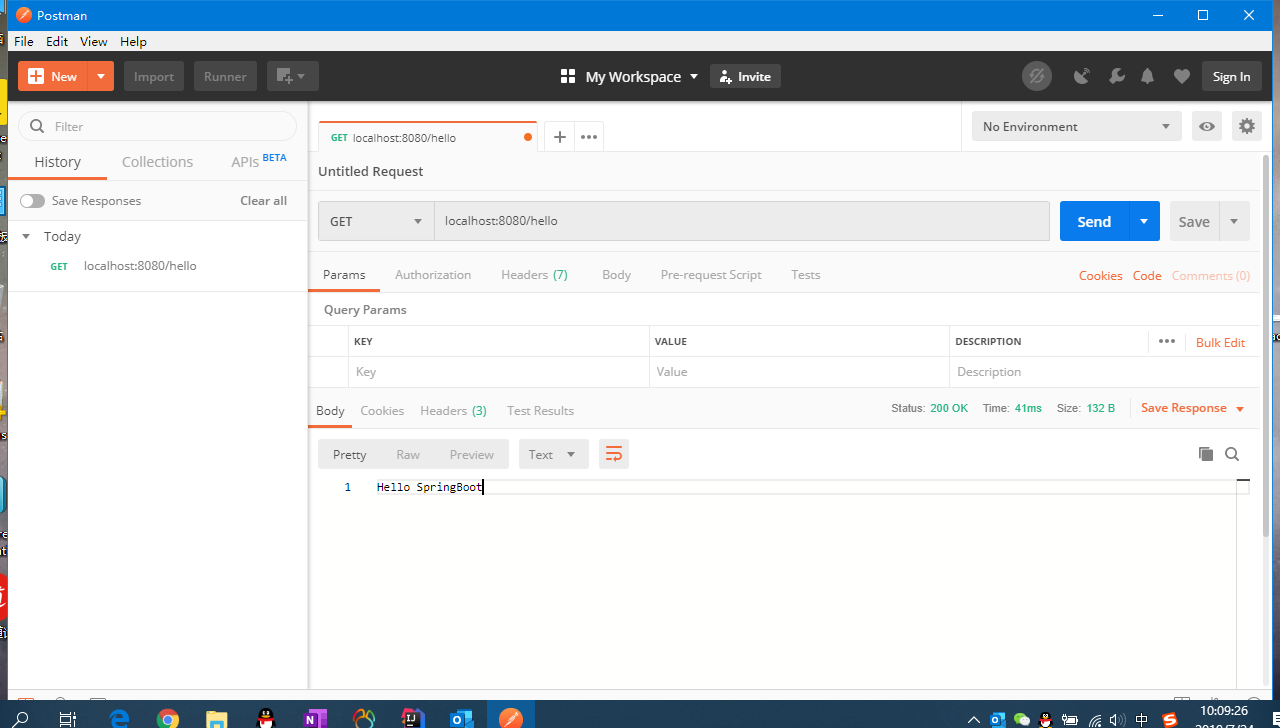 Postman
File Edit View Help
New Import Runner My Workspace Invite Sign In
Filter
History Collections APIs BETA
Save Responses Clear all
Today
GET localhost:8080/hello
GET localhost:8080/hello
No Environment
Untitled Request
GET localhost:8080/hello Send Save
Params Authorization Headers (7) Body Pre-request Script Tests Cookies Code Comments (0)
Query Params
KEY VALUE DESCRIPTION Bulk Edit
Key Value Description
Body Cookies Headers (3) Test Results Status: 200 OK Time: 41ms Size: 132 B Save Response
Pretty Raw Preview Text
1 Hello SpringBoot
中 10:09:26